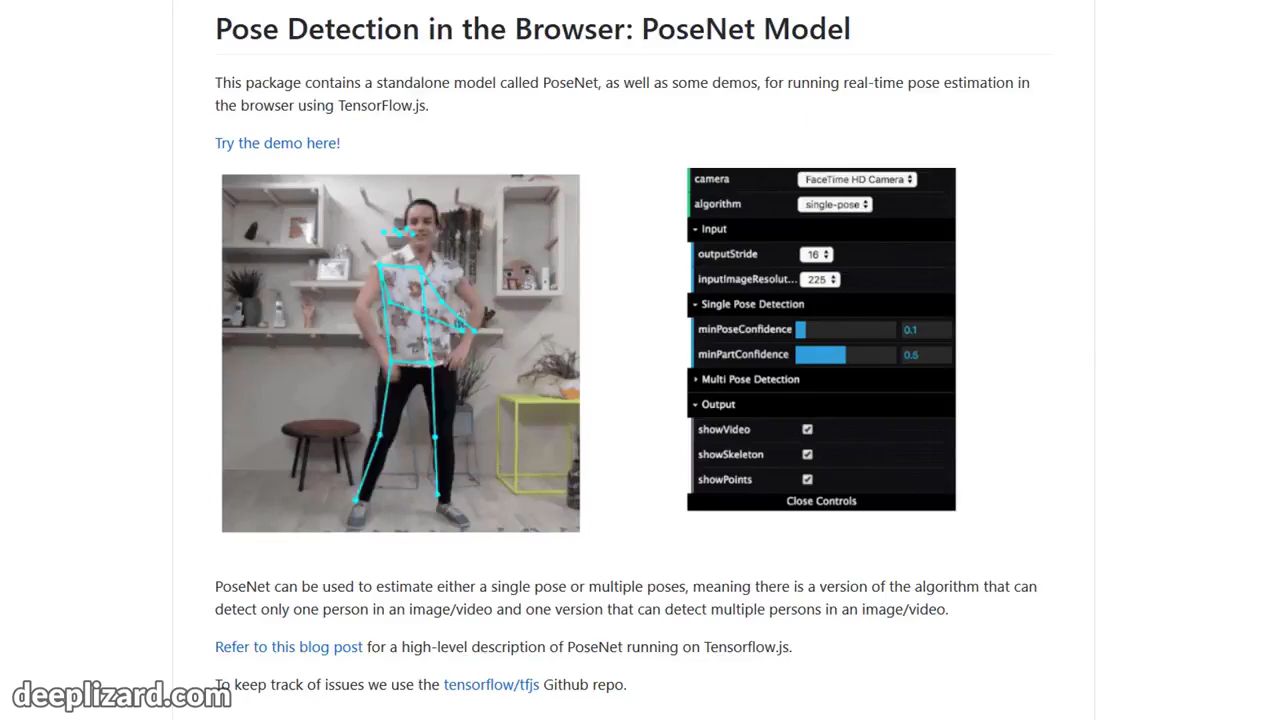 Pose Detection in the Browser: PoseNet Model
This package contains a standalone model called PoseNet, as well as some demos, for running real-time pose estimation in
the browser using TensorFlow.js.
Try the demo here!
camera FaceTime HD Camera
algorithm single-pose
Input
outputStride 16
inputImageResolut... 225
Single Pose Detection
minPoseConfidence 0.1
minPartConfidence 0.5
Multi Pose Detection
Output
showVideo
showSkeleton
showPoints
Close Controls
PoseNet can be used to estimate either a single pose or multiple poses, meaning there is a version of the algorithm that can
detect only one person in an image/video and one version that can detect multiple persons in an image/video.
Refer to this blog post for a high-level description of PoseNet running on Tensorflow.js.
To keep track of issues we use the tensorflow/tfjs Github repo.
deeplizard.com